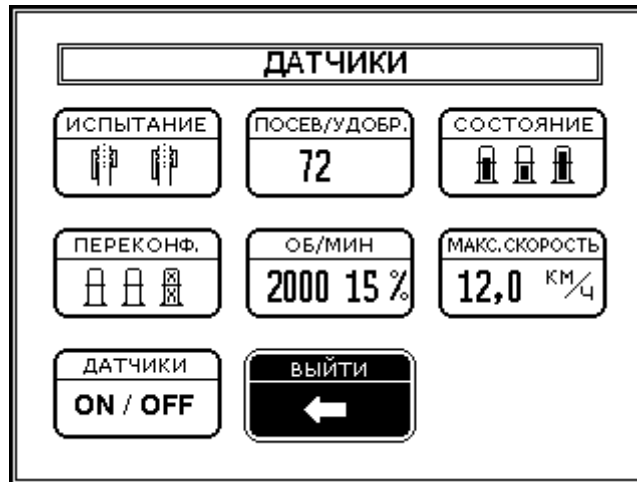 ДАТЧИКИ
ИСПЫТАНИЕ
ПОСЕВ/УДОБР.
72
СОСТОЯНИЕ
ПЕРЕКОНФ.
ОБ/МИН
2000 15 %
МАКС.СКОРОСТЬ
12,0 КМ/Ч
ДАТЧИКИ
ON / OFF
ВЫЙТИ